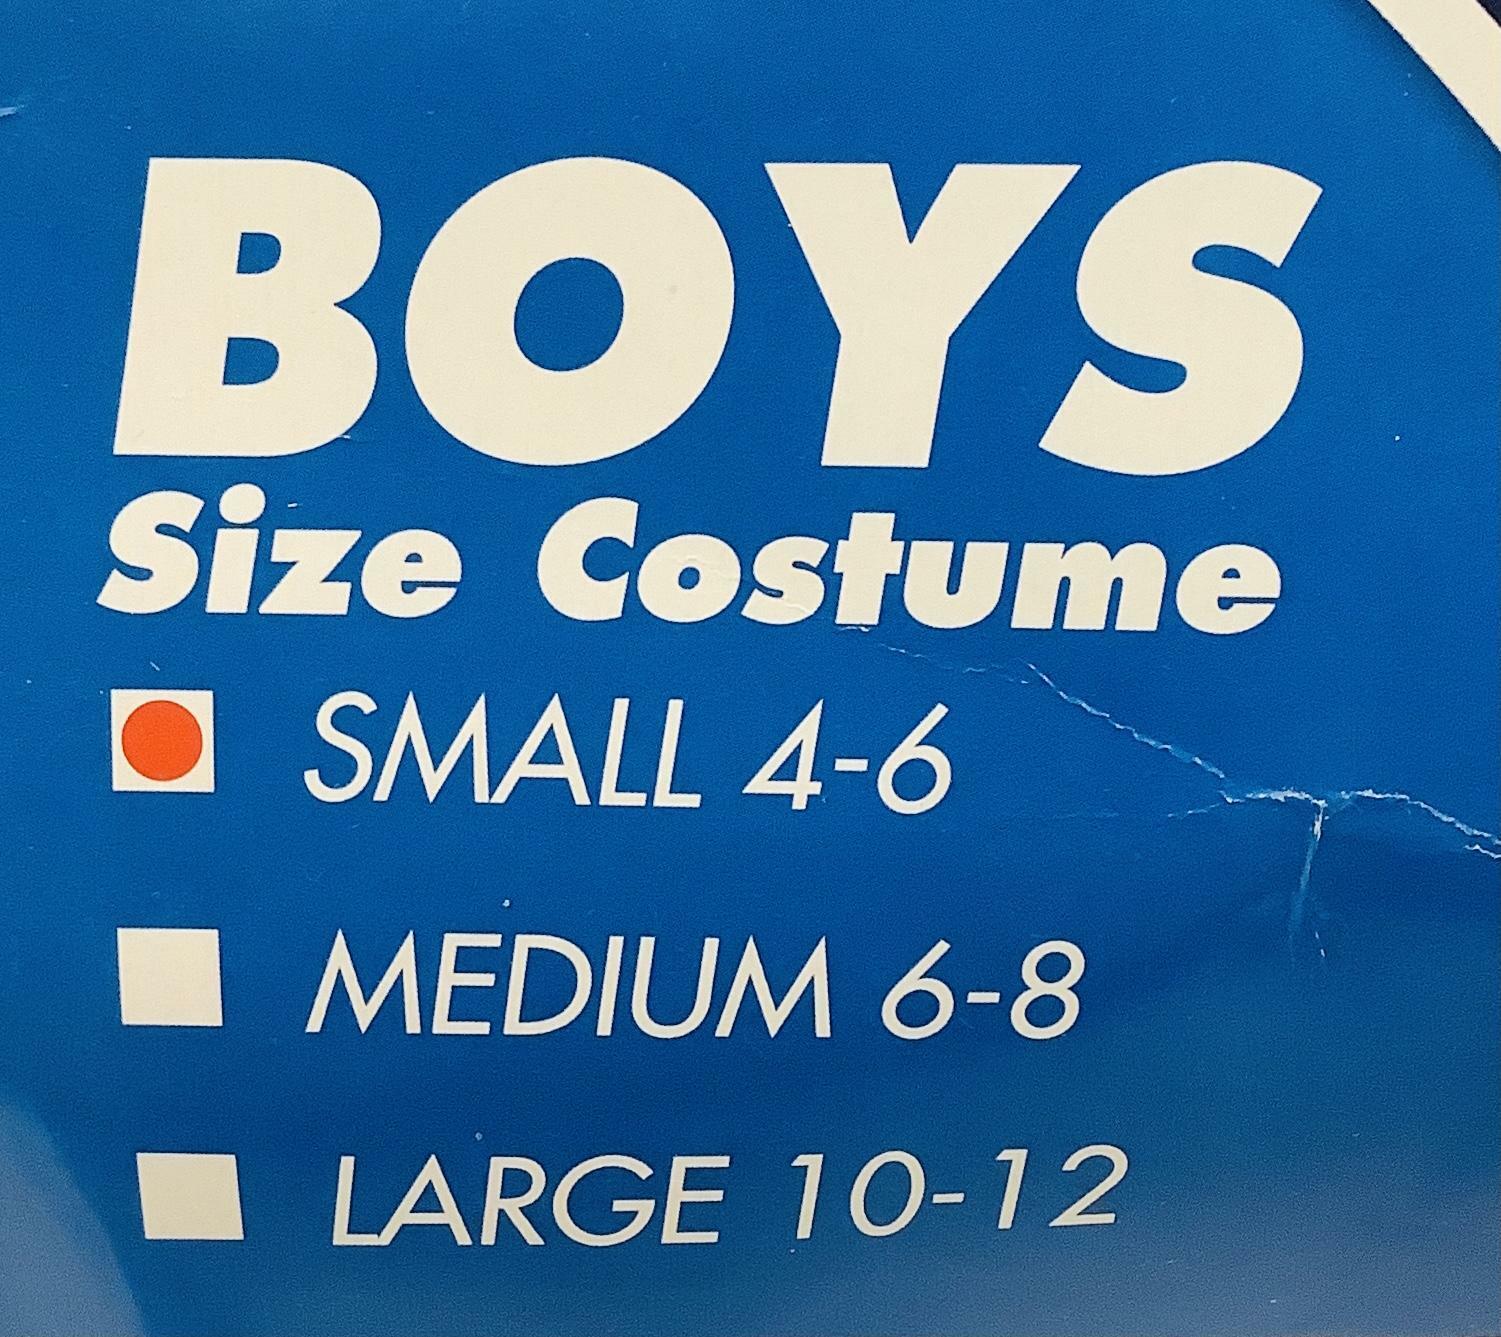 BOYS
Size Costume
SMALL 4-6
MEDIUM 6-8
LARGE 10-12